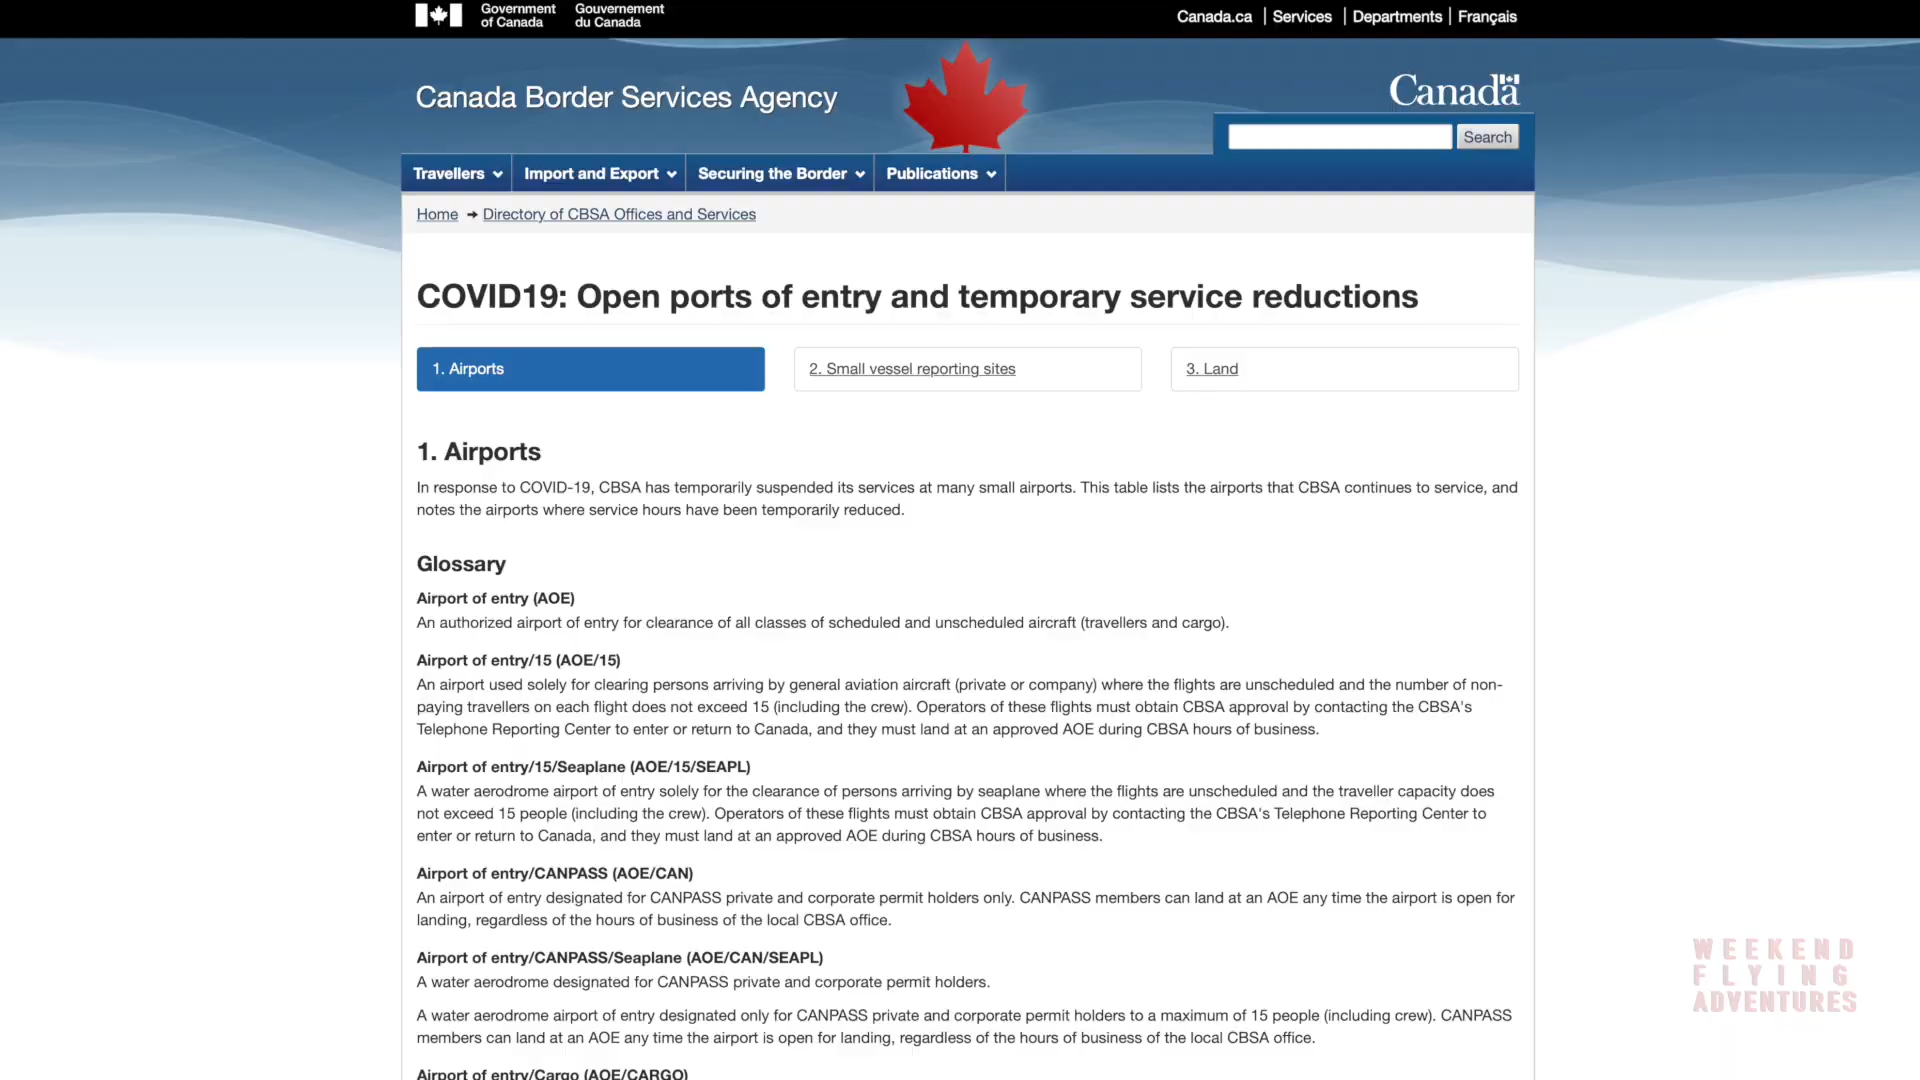 Government of Canada
Gouvernement du Canada
Canada.ca | Services | Departments | Français
Canada Border Services Agency
Canada
Search
Travellers
Import and Export
Securing the Border
Publications
Home → Directory of CBSA Offices and Services
COVID19: Open ports of entry and temporary service reductions
1. Airports
2. Small vessel reporting sites
3. Land
1. Airports
In response to COVID-19, CBSA has temporarily suspended its services at many small airports. This table lists the airports that CBSA continues to service, and
notes the airports where service hours have been temporarily reduced.
Glossary
Airport of entry (AOE)
An authorized airport of entry for clearance of all classes of scheduled and unscheduled aircraft (travellers and cargo).
Airport of entry/15 (AOE/15)
An airport used solely for clearing persons arriving by general aviation aircraft (private or company) where the flights are unscheduled and the number of non-
paying travellers on each flight does not exceed 15 (including the crew). Operators of these flights must obtain CBSA approval by contacting the CBSA's
Telephone Reporting Center to enter or return to Canada, and they must land at an approved AOE during CBSA hours of business.
Airport of entry/15/Seaplane (AOE/15/SEAPL)
A water aerodrome airport of entry solely for the clearance of persons arriving by seaplane where the flights are unscheduled and the traveller capacity does
not exceed 15 people (including the crew). Operators of these flights must obtain CBSA approval by contacting the CBSA's Telephone Reporting Center to
enter or return to Canada, and they must land at an approved AOE during CBSA hours of business.
Airport of entry/CANPASS (AOE/CAN)
An airport of entry designated for CANPASS private and corporate permit holders only. CANPASS members can land at an AOE any time the airport is open for
landing, regardless of the hours of business of the local CBSA office.
Airport of entry/CANPASS/Seaplane (AOE/CAN/SEAPL)
A water aerodrome designated for CANPASS private and corporate permit holders.
A water aerodrome airport of entry designated only for CANPASS private and corporate permit holders to a maximum of 15 people (including crew). CANPASS
members can land at an AOE any time the airport is open for landing, regardless of the hours of business of the local CBSA office.
Airport of entry/Cargo (AOE/CARGO)
WEEKEND
FLYING
ADVENTURES